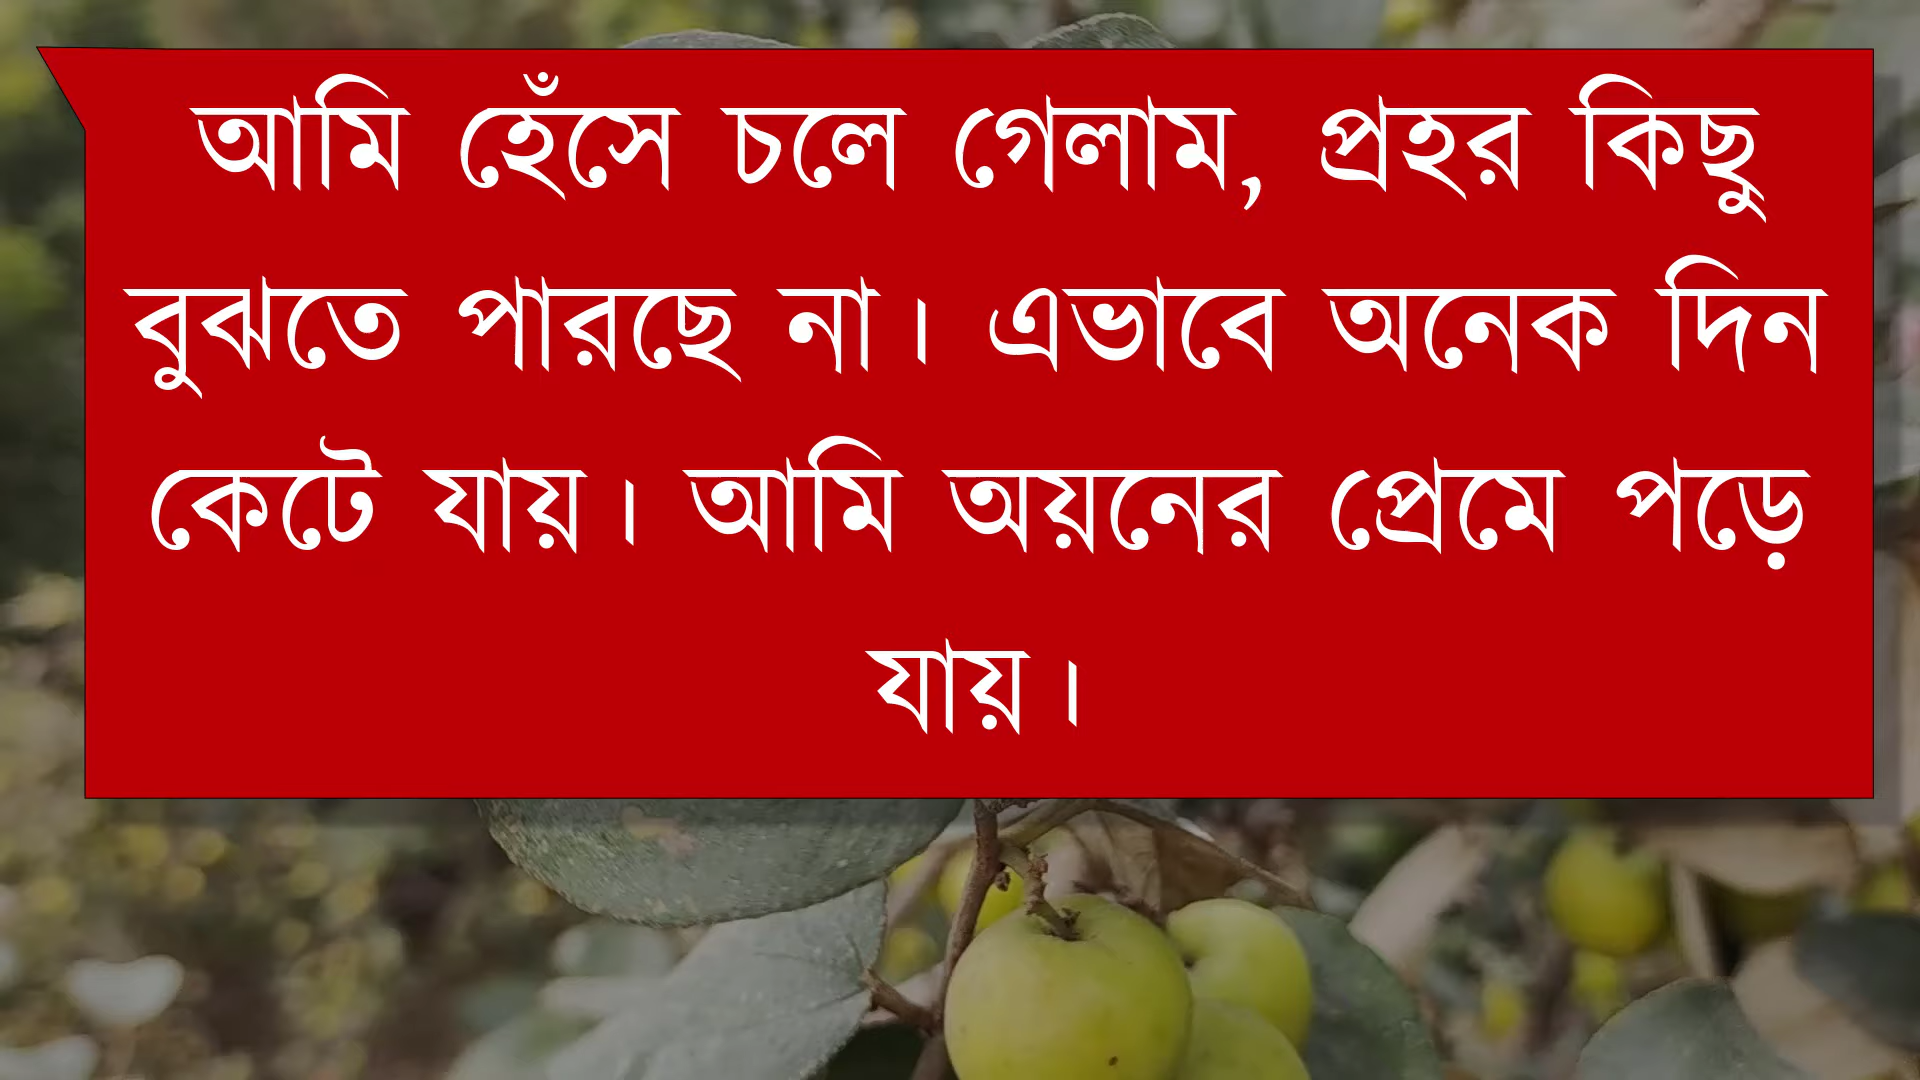 আমি হেঁসে চলে গেলাম, প্রহর কিছু
বুঝতে পারছে না। এভাবে অনেক দিন
কেটে যায়। আমি অয়নের প্রেমে পড়ে
যায়।